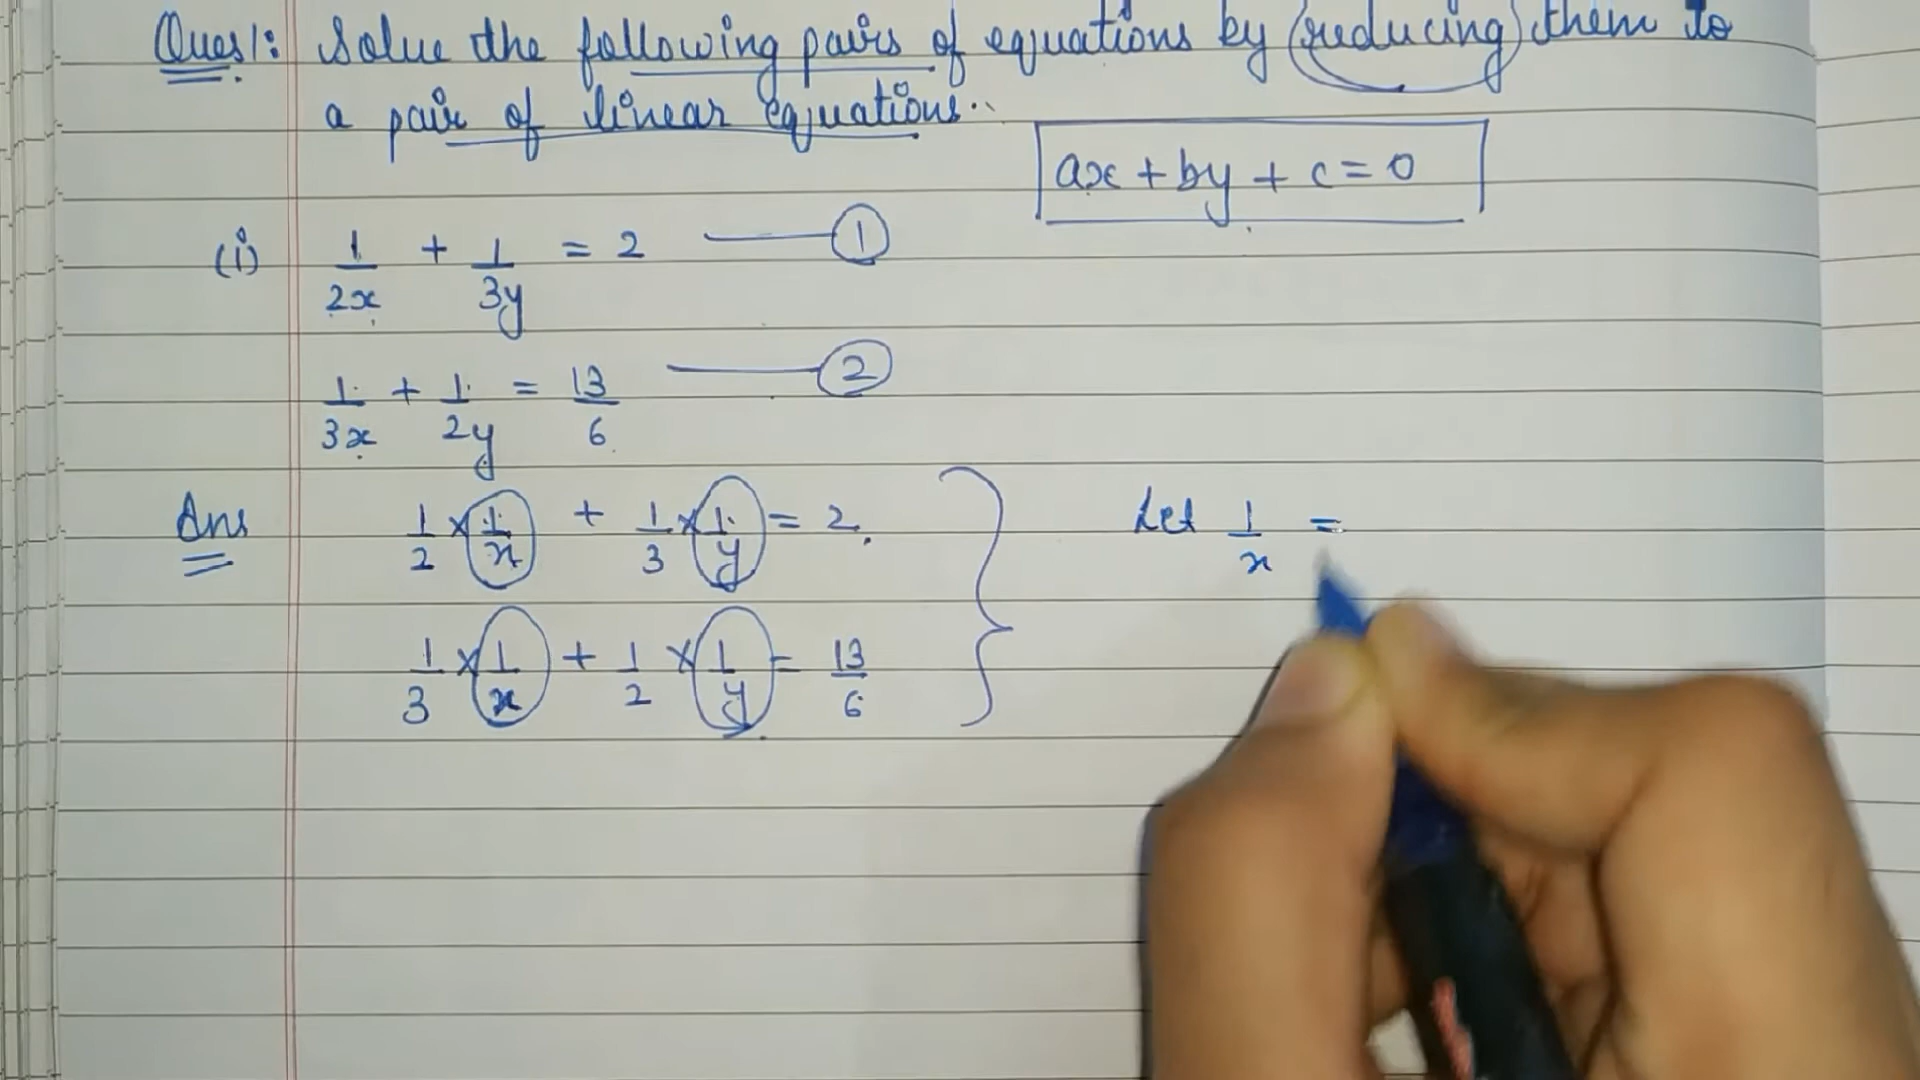 Ques1: Solve the following pairs of equations by (reducing) them to
a pair of linear equations..
ax + by + c = 0
(i) 1/2x + 1/3y = 2 —— 1
1/3x + 1/2y = 13/6 —— 2
Ans 1/2 × 1/x + 1/3 × 1/y = 2. Let 1/x =
1/3 × 1/x + 1/2 × 1/y = 13/6